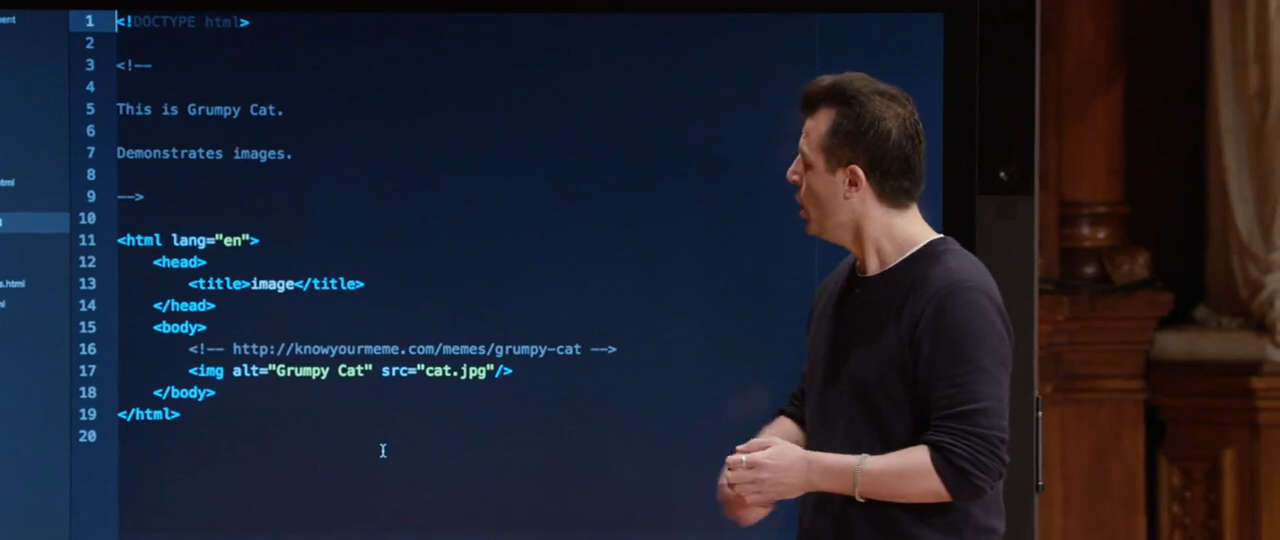 1 <!DOCTYPE html>
2
3 <!--
4
5 This is Grumpy Cat.
6
7 Demonstrates images.
8
9 -->
10
11 <html lang="en">
12 <head>
13 <title>image</title>
14 </head>
15 <body>
16 <!-- http://knowyourmeme.com/memes/grumpy-cat -->
17 <img alt="Grumpy Cat" src="cat.jpg"/>
18 </body>
19 </html>
20